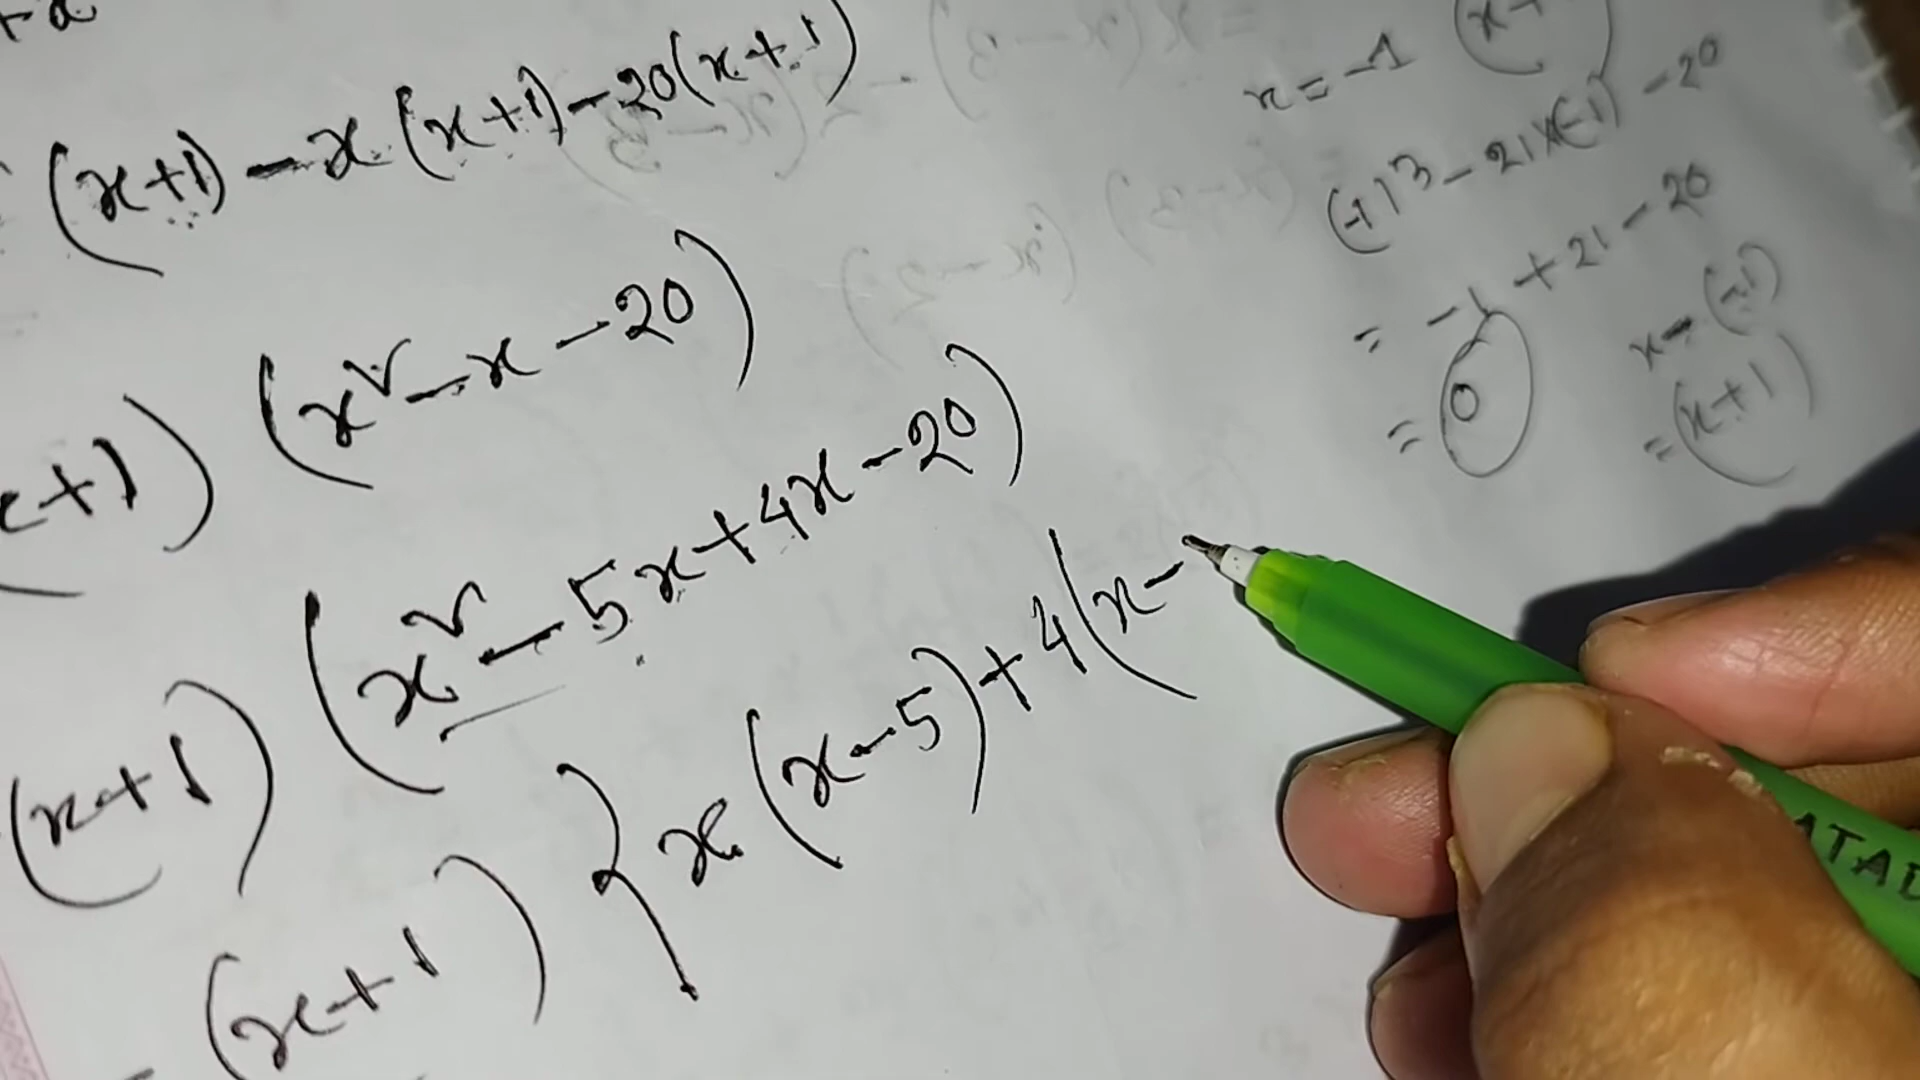 (x+1)-x(x+1)-20(x+1)
(x²-x-20)
+1)
(x+1)(x²-5x+4x-20)
(x+1){x(x-5)+4(x-
x=-1
(x+
(-1)³-21×(-1)-20
=-1+21-20
=0
x-(-1)
=(x+1)
ATAD